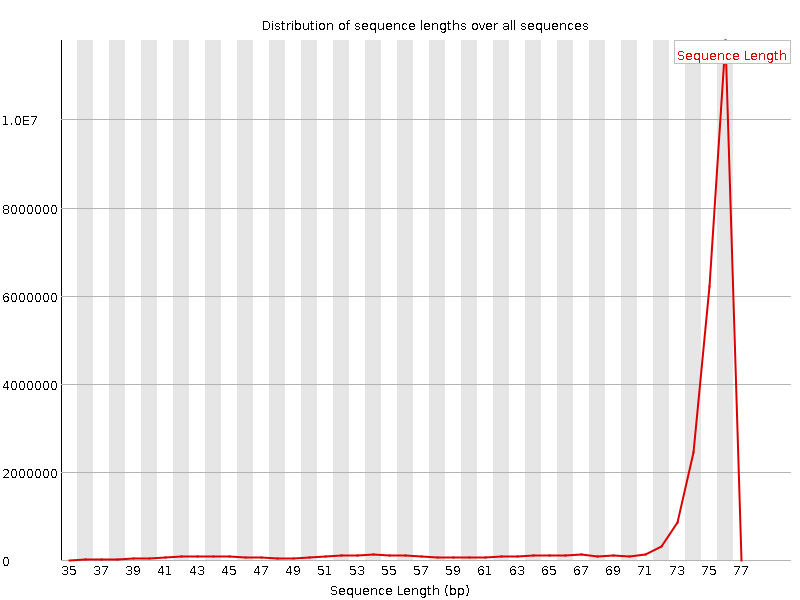 Distribution of sequence lengths over all sequences
Sequence Length
1.0E7
8000000
6000000
4000000
2000000
0
35 37 39 41 43 45 47 49 51 53 55 57 59 61 63 65 67 69 71 73 75 77
Sequence Length (bp)